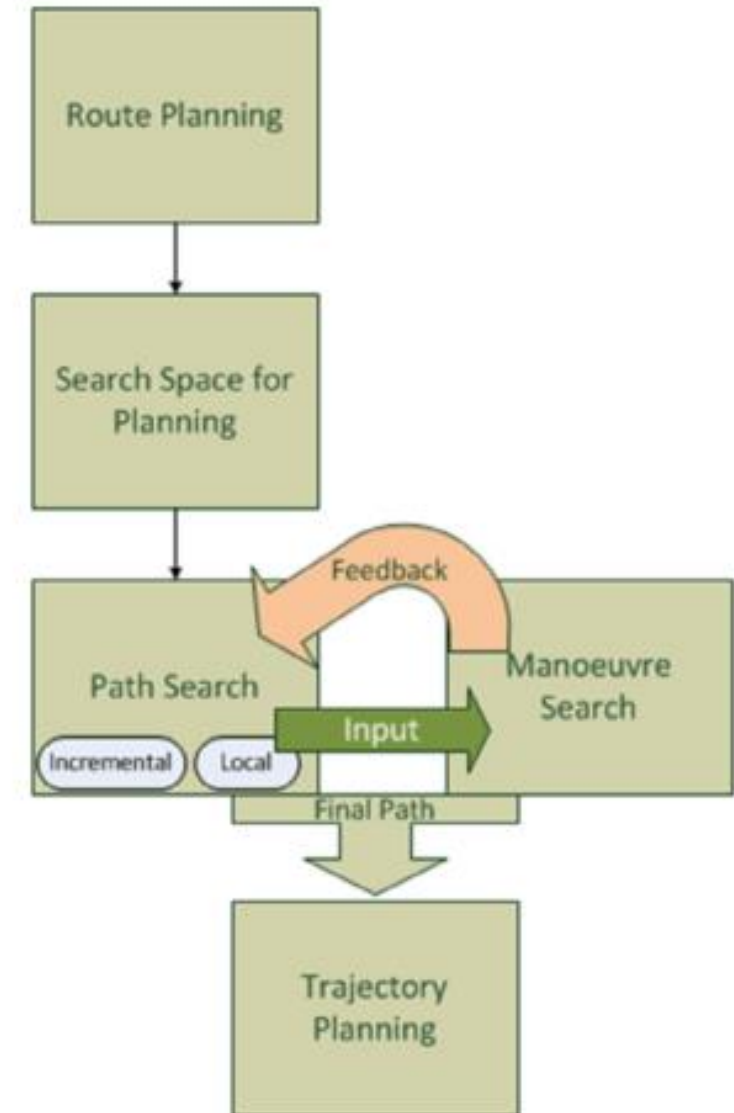 Route Planning
Search Space for
Planning
Feedback
Path Search
Manoeuvre
Search
Input
Incremental
Local
Final Path
Trajectory
Planning